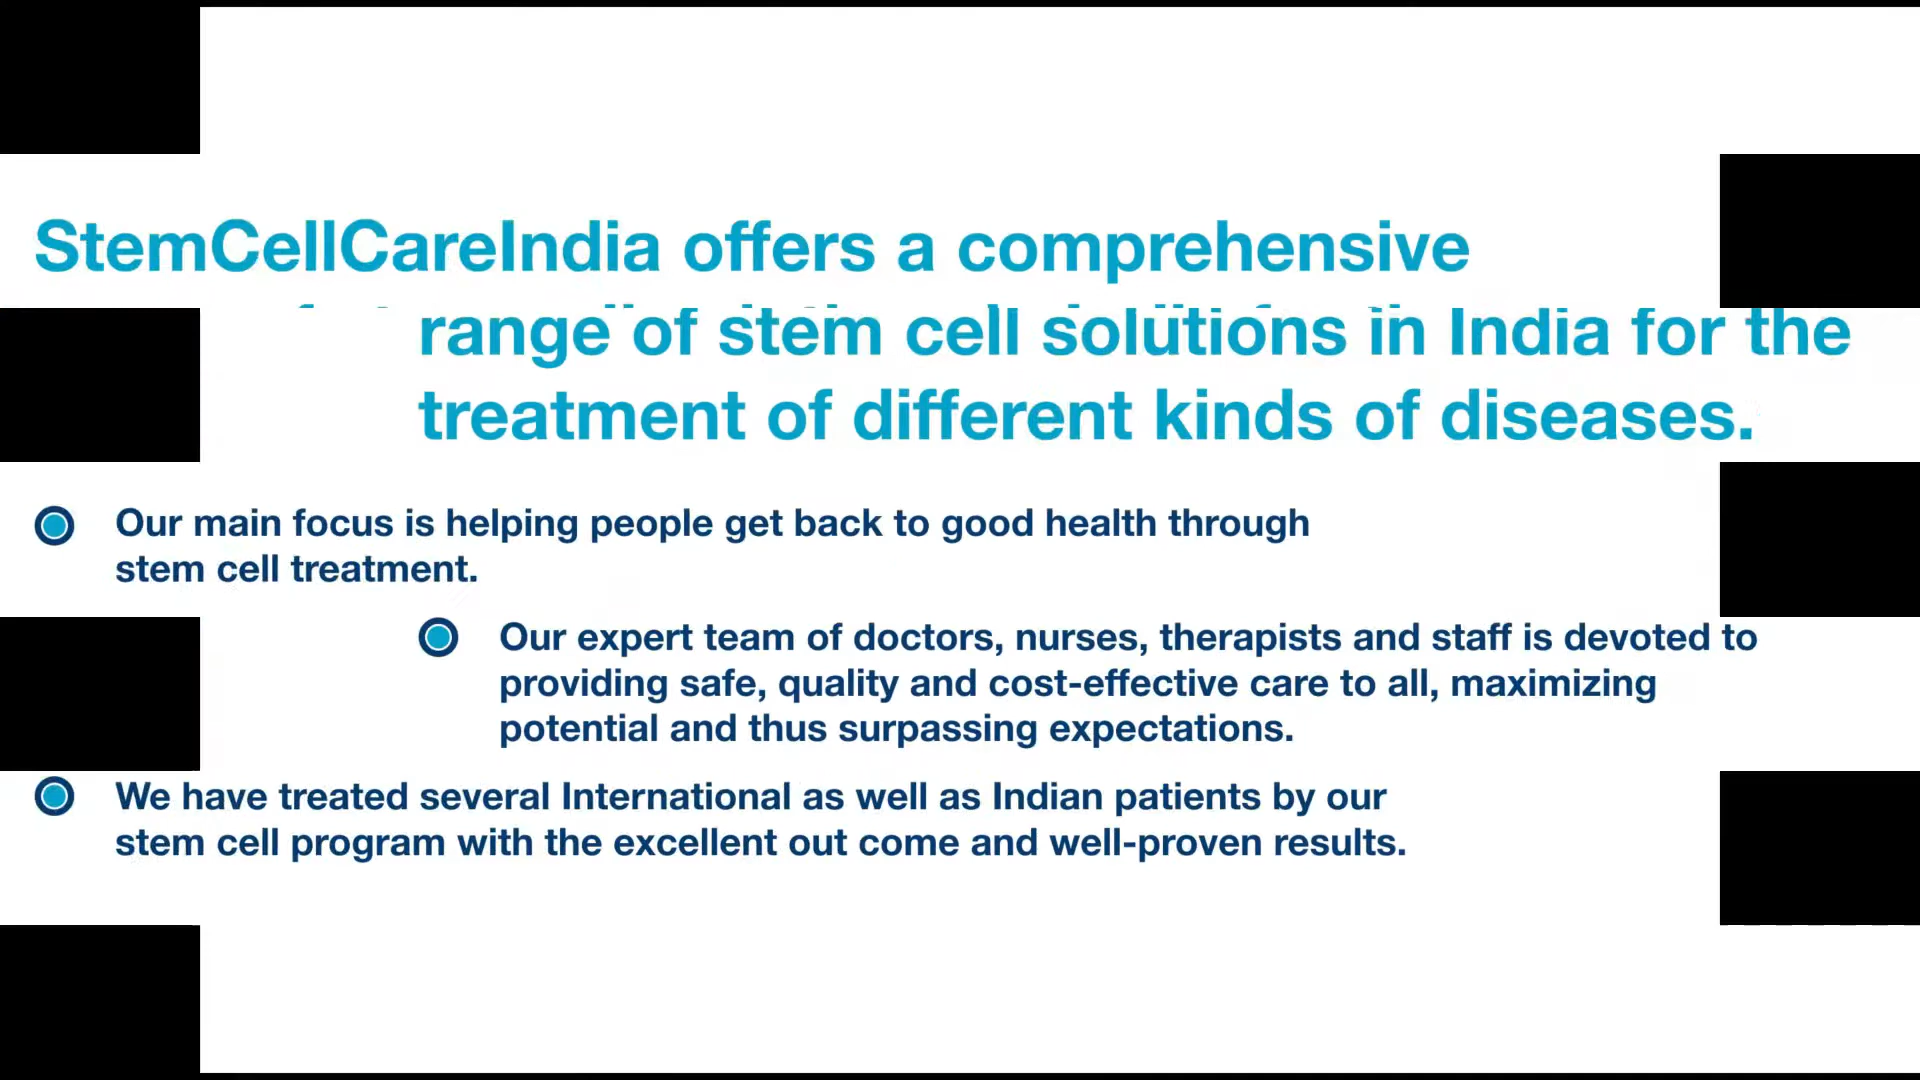 StemCellCareIndia offers a comprehensive
range of stem cell solutions in India for the
treatment of different kinds of diseases.
Our main focus is helping people get back to good health through
stem cell treatment.
Our expert team of doctors, nurses, therapists and staff is devoted to
providing safe, quality and cost-effective care to all, maximizing
potential and thus surpassing expectations.
We have treated several International as well as Indian patients by our
stem cell program with the excellent out come and well-proven results.